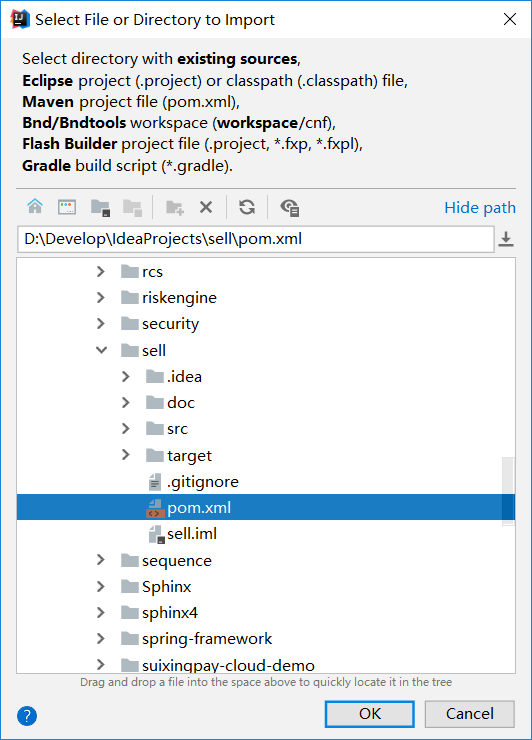 Select File or Directory to Import
Select directory with existing sources,
Eclipse project (.project) or classpath (.classpath) file,
Maven project file (pom.xml),
Bnd/Bndtools workspace (workspace/cnf),
Flash Builder project file (.project, *.fxp, *.fxpl),
Gradle build script (*.gradle).
Hide path
D:\Develop\IdeaProjects\sell\pom.xml
rcs
riskengine
security
sell
.idea
doc
src
target
.gitignore
pom.xml
sell.iml
sequence
Sphinx
sphinx4
spring-framework
suixingpay-cloud-demo
Drag and drop a file into the space above to quickly locate it in the tree
? OK Cancel